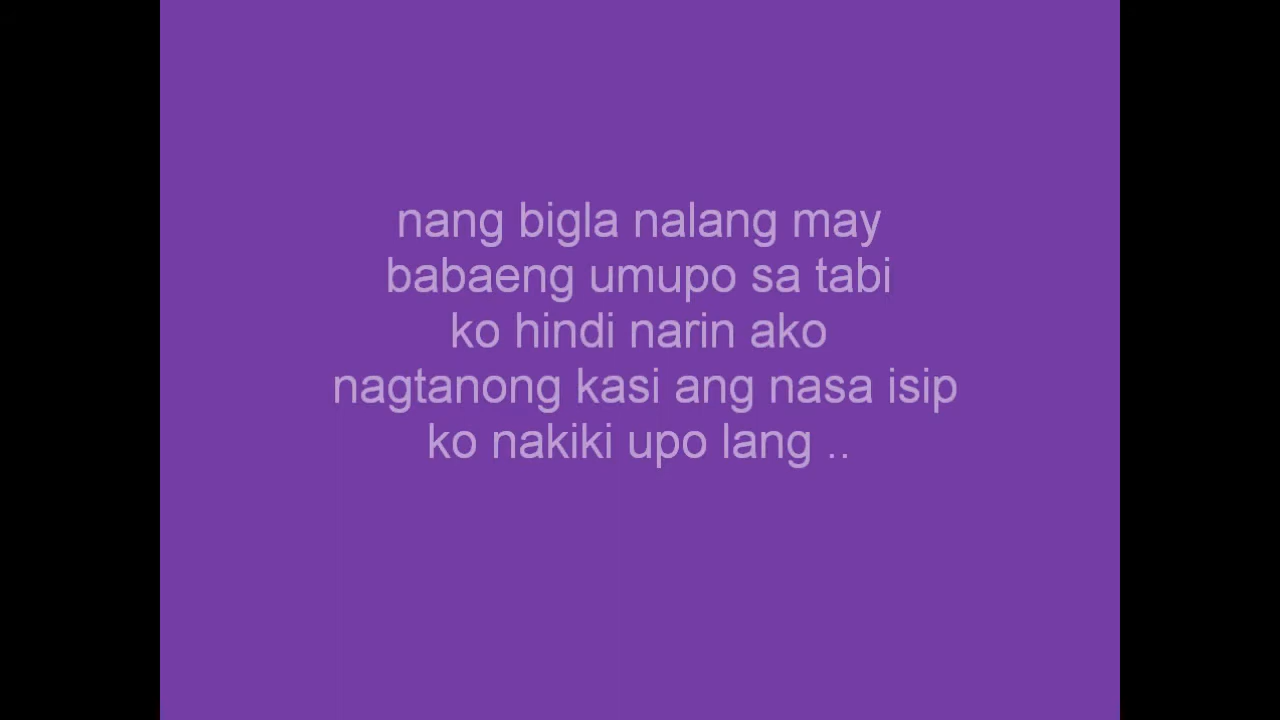 nang bigla nalang may
babaeng umupo sa tabi
ko hindi narin ako
nagtanong kasi ang nasa isip
ko nakiki upo lang ..